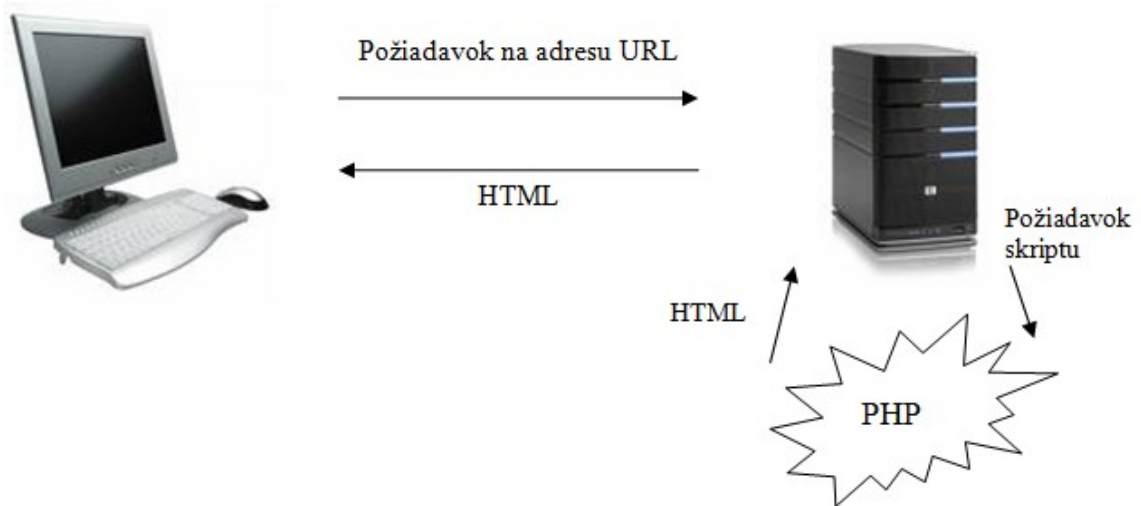 Požiadavok na adresu URL
HTML
Požiadavok
skriptu
HTML
PHP